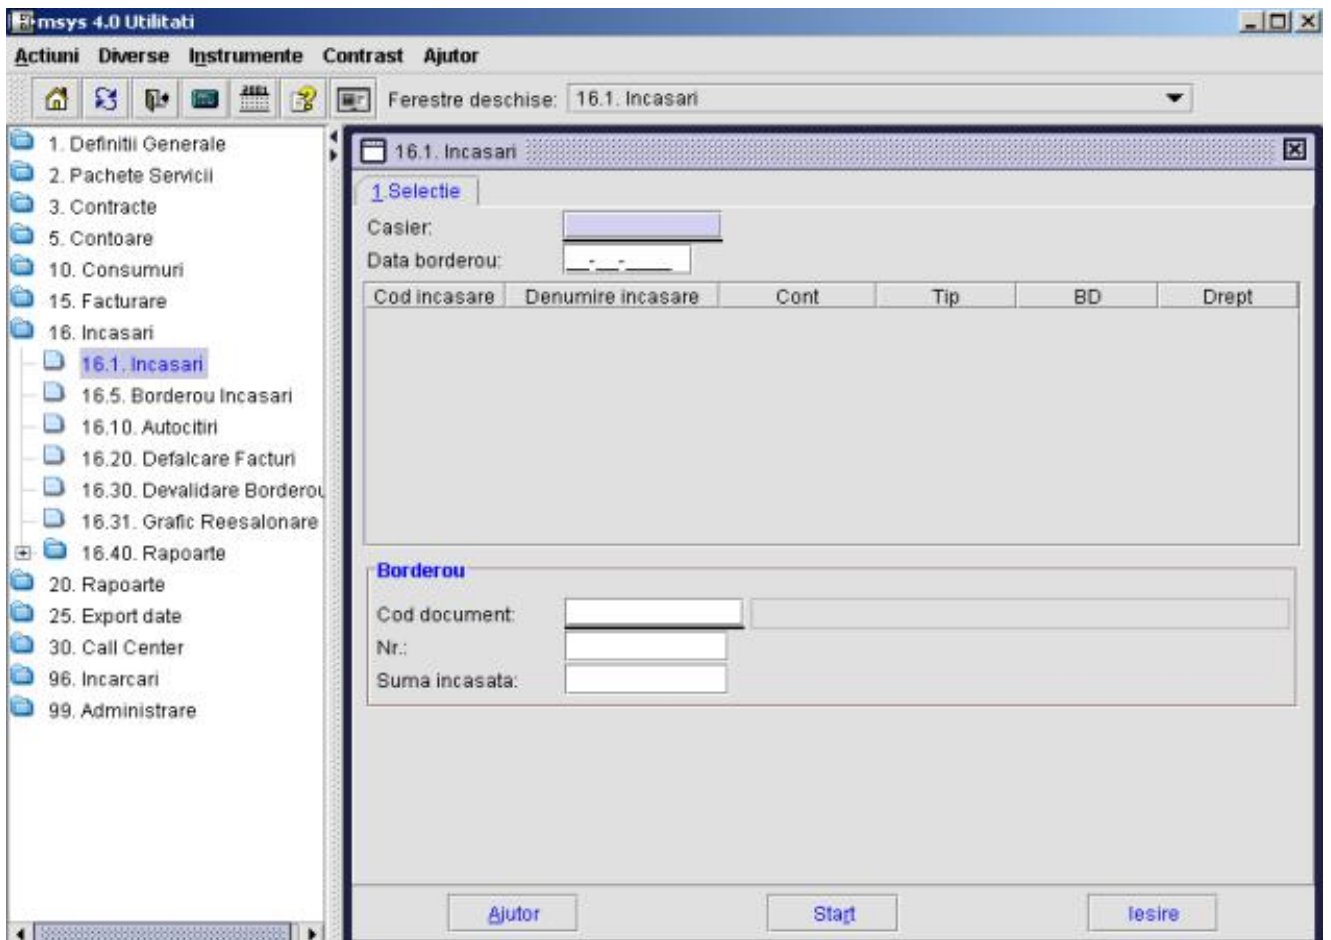 msys 4.0 Utilitati
Actiuni Diverse Instrumente Contrast Ajutor
Ferestre deschise: 16.1. Incasari
1. Definitii Generale
2. Pachete Servicii
3. Contracte
5. Contoare
10. Consumuri
15. Facturare
16. Incasari
16.1. Incasari
16.5. Borderou Incasari
16.10. Autocitiri
16.20. Defalcare Facturi
16.30. Devalidare Borderou
16.31. Grafic Reesalonare
16.40. Rapoarte
20. Rapoarte
25. Export date
30. Call Center
96. Incarcari
99. Administrare
16.1. Incasari
1.Selectie
Casier:
Data borderou: __-__-____
Cod incasare Denumire incasare Cont Tip BD Drept
Borderou
Cod document:
Nr.:
Suma incasata:
Ajutor Start Iesire